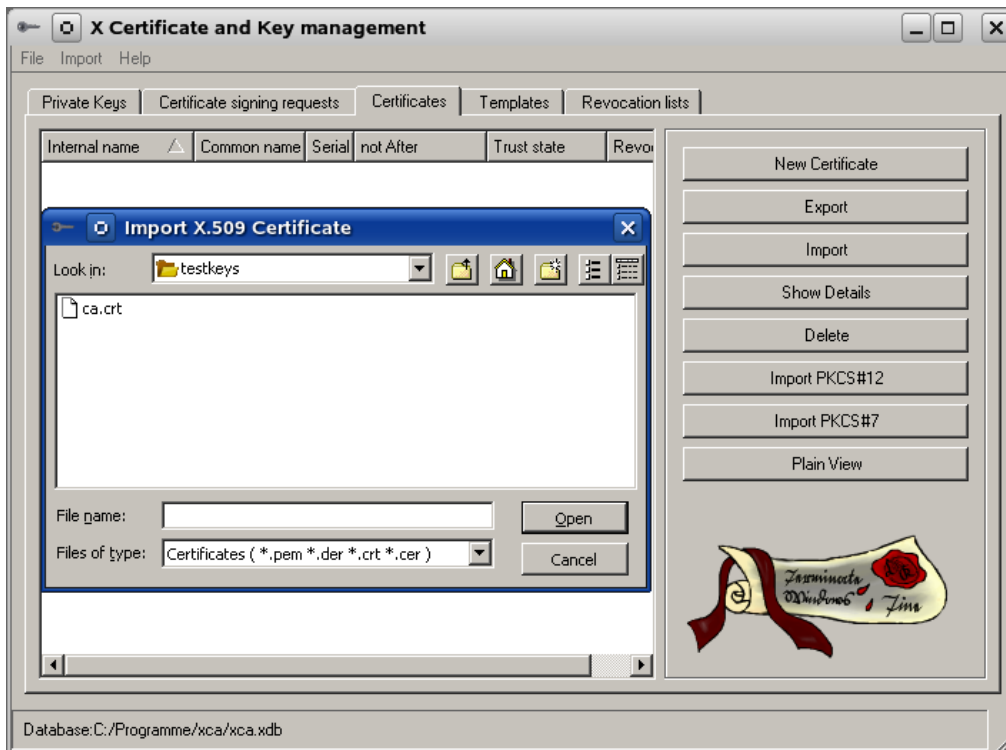 X Certificate and Key management
File Import Help
Private Keys Certificate signing requests Certificates Templates Revocation lists
Internal name Common name Serial not After Trust state Revo
New Certificate
Export
Import
Show Details
Delete
Import PKCS#12
Import PKCS#7
Plain View
Import X.509 Certificate
Look in: testkeys
ca.crt
File name:
Open
Files of type: Certificates ( *.pem *.der *.crt *.cer )
Cancel
Windows
Database:C:/Programme/xca/xca.xdb